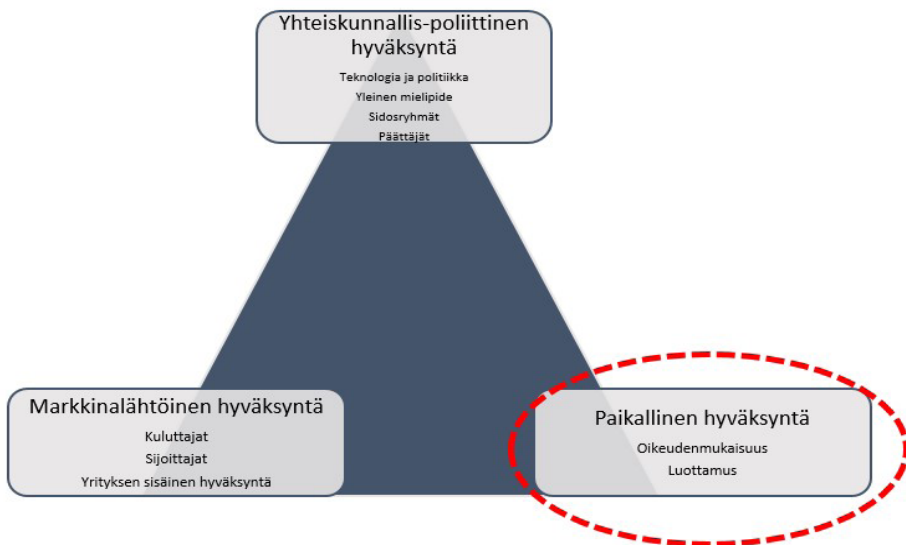 Yhteiskunnallis-poliittinen
hyväksyntä
Teknologia ja politiikka
Yleinen mielipide
Sidosryhmät
Päättäjät
Markkinalähtöinen hyväksyntä
Kuluttajat
Sijoittajat
Yrityksen sisäinen hyväksyntä
Paikallinen hyväksyntä
Oikeudenmukaisuus
Luottamus